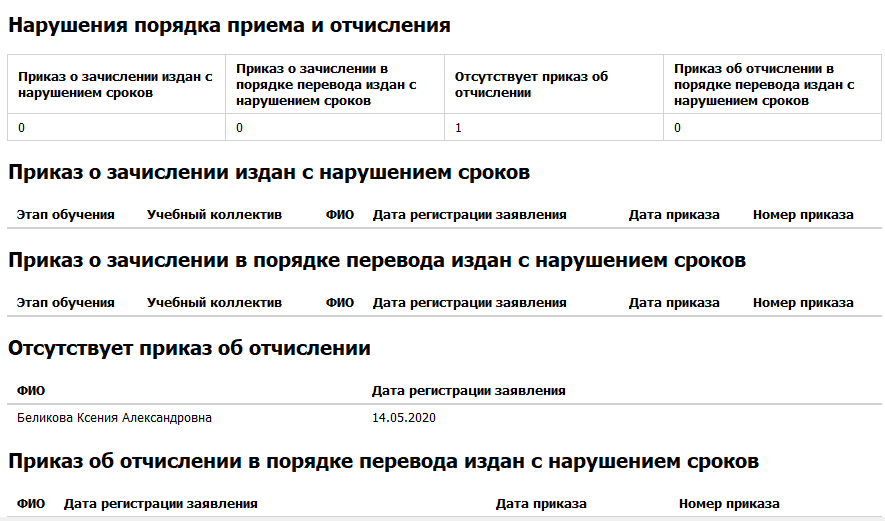 Нарушения порядка приема и отчисления
Приказ о зачислении издан с нарушением сроков
Приказ о зачислении в порядке перевода издан с нарушением сроков
Отсутствует приказ об отчислении
Приказ об отчислении в порядке перевода издан с нарушением сроков
0 0 1 0
Приказ о зачислении издан с нарушением сроков
Этап обучения Учебный коллектив ФИО Дата регистрации заявления Дата приказа Номер приказа
Приказ о зачислении в порядке перевода издан с нарушением сроков
Этап обучения Учебный коллектив ФИО Дата регистрации заявления Дата приказа Номер приказа
Отсутствует приказ об отчислении
ФИО Дата регистрации заявления
Беликова Ксения Александровна 14.05.2020
Приказ об отчислении в порядке перевода издан с нарушением сроков
ФИО Дата регистрации заявления Дата приказа Номер приказа